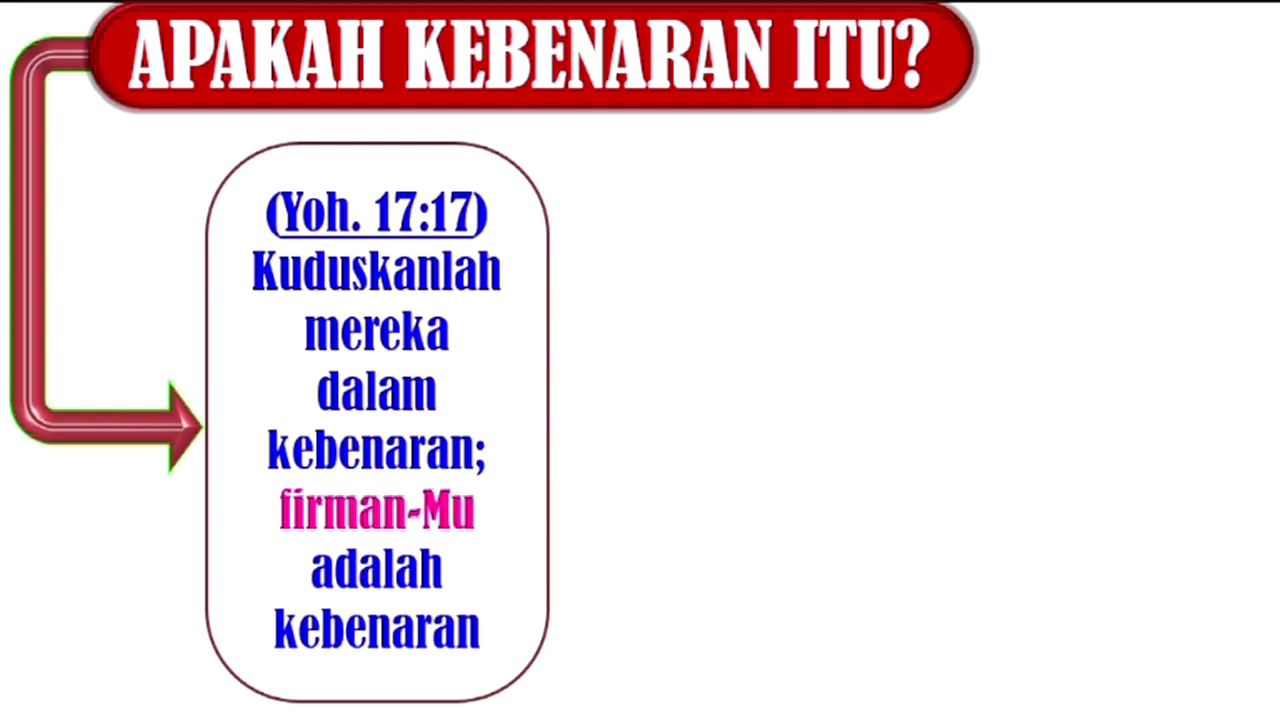 APAKAH KEBENARAN ITU?
(Yoh. 17:17)
Kuduskanlah
mereka
dalam
kebenaran;
firman-Mu
adalah
kebenaran